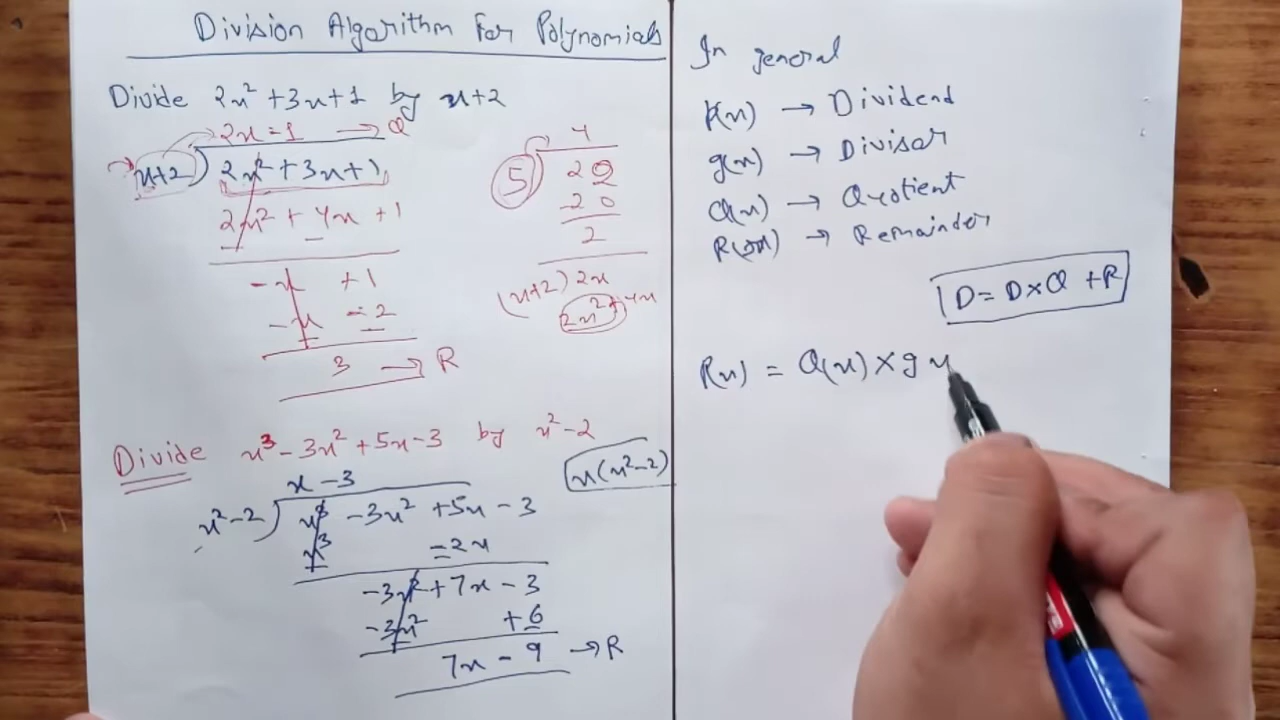 Division Algorithm For Polynomials
Divide 2x² + 3x + 1 by x + 2
2x - 1 → Q
x+2 ) 2x² + 3x + 1
2x² + 4x + 1
-x + 1
-x - 2
3 → R
4
5 ) 22
20
2
(x+2) 2x
2x² + 4x
Divide x³ - 3x² + 5x - 3 by x² - 2
x(x²-2)
x - 3
x² - 2 ) x³ - 3x² + 5x - 3
x³ - 2x
-3x² + 7x - 3
-3x² + 6
7x - 9 → R
In general
P(x) → Dividend
g(x) → Divisor
Q(x) → Quotient
R(x) → Remainder
D = D × Q + R
P(x) = Q(x) × g x